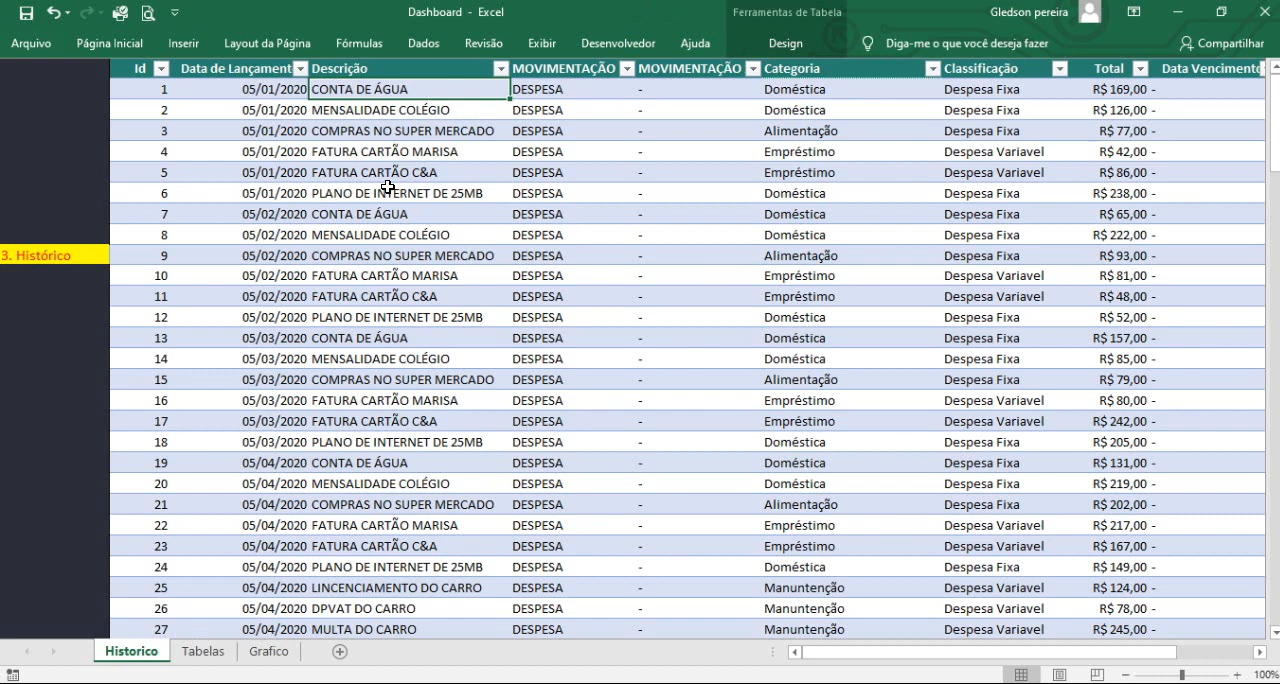 Dashboard - Excel
Ferramentas de Tabela
Gledson pereira
Arquivo Página Inicial Inserir Layout da Página Fórmulas Dados Revisão Exibir Desenvolvedor Ajuda Design Diga-me o que você deseja fazer Compartilhar
Id Data de Lançament Descrição MOVIMENTAÇÃO MOVIMENTAÇÃO Categoria Classificação Total Data Vencimento
1 05/01/2020 CONTA DE ÁGUA DESPESA - Doméstica Despesa Fixa R$ 169,00 -
2 05/01/2020 MENSALIDADE COLÉGIO DESPESA - Doméstica Despesa Fixa R$ 126,00 -
3 05/01/2020 COMPRAS NO SUPER MERCADO DESPESA - Alimentação Despesa Fixa R$ 77,00 -
4 05/01/2020 FATURA CARTÃO MARISA DESPESA - Empréstimo Despesa Variavel R$ 42,00 -
5 05/01/2020 FATURA CARTÃO C&A DESPESA - Empréstimo Despesa Variavel R$ 86,00 -
6 05/01/2020 PLANO DE INTERNET DE 25MB DESPESA - Doméstica Despesa Fixa R$ 238,00 -
7 05/02/2020 CONTA DE ÁGUA DESPESA - Doméstica Despesa Fixa R$ 65,00 -
8 05/02/2020 MENSALIDADE COLÉGIO DESPESA - Doméstica Despesa Fixa R$ 222,00 -
3. Histórico 9 05/02/2020 COMPRAS NO SUPER MERCADO DESPESA - Alimentação Despesa Fixa R$ 93,00 -
10 05/02/2020 FATURA CARTÃO MARISA DESPESA - Empréstimo Despesa Variavel R$ 81,00 -
11 05/02/2020 FATURA CARTÃO C&A DESPESA - Empréstimo Despesa Variavel R$ 48,00 -
12 05/02/2020 PLANO DE INTERNET DE 25MB DESPESA - Doméstica Despesa Fixa R$ 52,00 -
13 05/03/2020 CONTA DE ÁGUA DESPESA - Doméstica Despesa Fixa R$ 157,00 -
14 05/03/2020 MENSALIDADE COLÉGIO DESPESA - Doméstica Despesa Fixa R$ 85,00 -
15 05/03/2020 COMPRAS NO SUPER MERCADO DESPESA - Alimentação Despesa Fixa R$ 79,00 -
16 05/03/2020 FATURA CARTÃO MARISA DESPESA - Empréstimo Despesa Variavel R$ 80,00 -
17 05/03/2020 FATURA CARTÃO C&A DESPESA - Empréstimo Despesa Variavel R$ 242,00 -
18 05/03/2020 PLANO DE INTERNET DE 25MB DESPESA - Doméstica Despesa Fixa R$ 205,00 -
19 05/04/2020 CONTA DE ÁGUA DESPESA - Doméstica Despesa Fixa R$ 131,00 -
20 05/04/2020 MENSALIDADE COLÉGIO DESPESA - Doméstica Despesa Fixa R$ 219,00 -
21 05/04/2020 COMPRAS NO SUPER MERCADO DESPESA - Alimentação Despesa Fixa R$ 202,00 -
22 05/04/2020 FATURA CARTÃO MARISA DESPESA - Empréstimo Despesa Variavel R$ 217,00 -
23 05/04/2020 FATURA CARTÃO C&A DESPESA - Empréstimo Despesa Variavel R$ 167,00 -
24 05/04/2020 PLANO DE INTERNET DE 25MB DESPESA - Doméstica Despesa Fixa R$ 149,00 -
25 05/04/2020 LINCENCIAMENTO DO CARRO DESPESA - Manuntenção Despesa Variavel R$ 124,00 -
26 05/04/2020 DPVAT DO CARRO DESPESA - Manuntenção Despesa Variavel R$ 78,00 -
27 05/04/2020 MULTA DO CARRO DESPESA - Manuntenção Despesa Variavel R$ 245,00 -
Historico Tabelas Grafico
100%